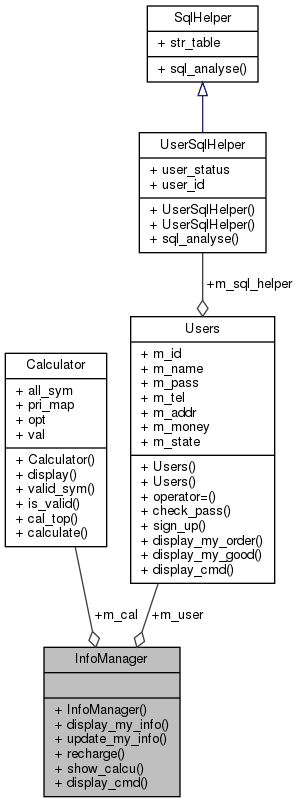 SqlHelper
+ str_table
+ sql_analyse()
UserSqlHelper
+ user_status
+ user_id
+ UserSqlHelper()
+ UserSqlHelper()
+ sql_analyse()
+m_sql_helper
Users
+ m_id
+ m_name
+ m_pass
+ m_tel
+ m_addr
+ m_money
+ m_state
+ Users()
+ Users()
+ operator=()
+ check_pass()
+ sign_up()
+ display_my_order()
+ display_my_good()
+ display_cmd()
Calculator
+ all_sym
+ pri_map
+ opt
+ val
+ Calculator()
+ display()
+ valid_sym()
+ is_valid()
+ cal_top()
+ calculate()
+m_cal
+m_user
InfoManager
+ InfoManager()
+ display_my_info()
+ update_my_info()
+ recharge()
+ show_calcu()
+ display_cmd()